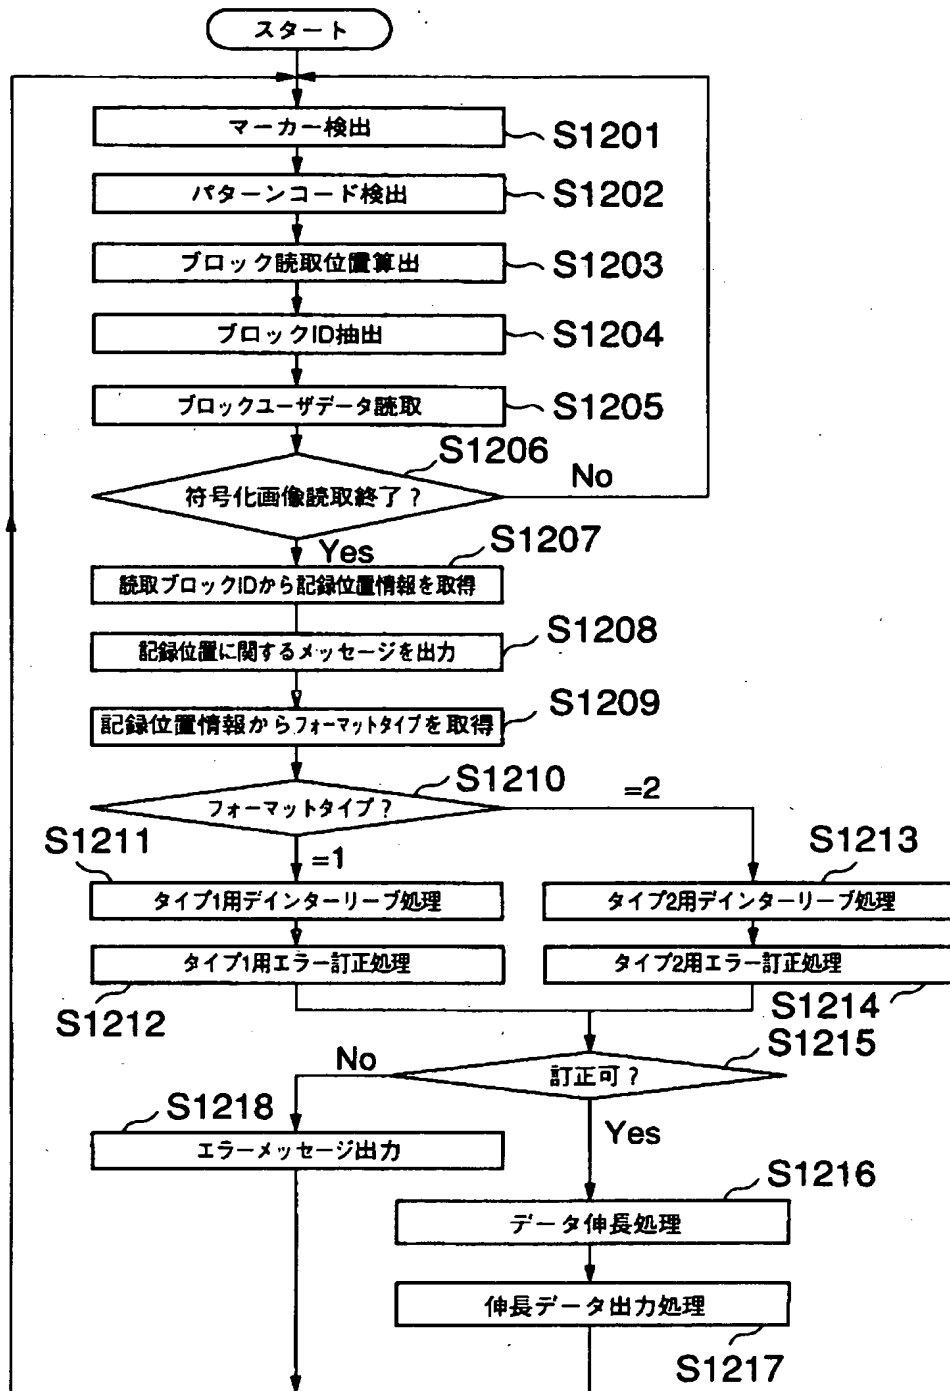 スタート
マーカー検出
S1201
パターンコード検出
S1202
ブロック読取位置算出
S1203
ブロックID抽出
S1204
ブロックユーザデータ読取
S1205
S1206
符号化画像読取終了?
No
Yes
S1207
読取ブロックIDから記録位置情報を取得
S1208
記録位置に関するメッセージを出力
S1209
記録位置情報からフォーマットタイプを取得
S1210
フォーマットタイプ?
=2
=1
S1211
S1213
タイプ1用デインターリーブ処理
タイプ2用デインターリーブ処理
タイプ1用エラー訂正処理
タイプ2用エラー訂正処理
S1212
S1214
S1215
訂正可?
No
Yes
S1218
エラーメッセージ出力
S1216
データ伸長処理
伸長データ出力処理
S1217